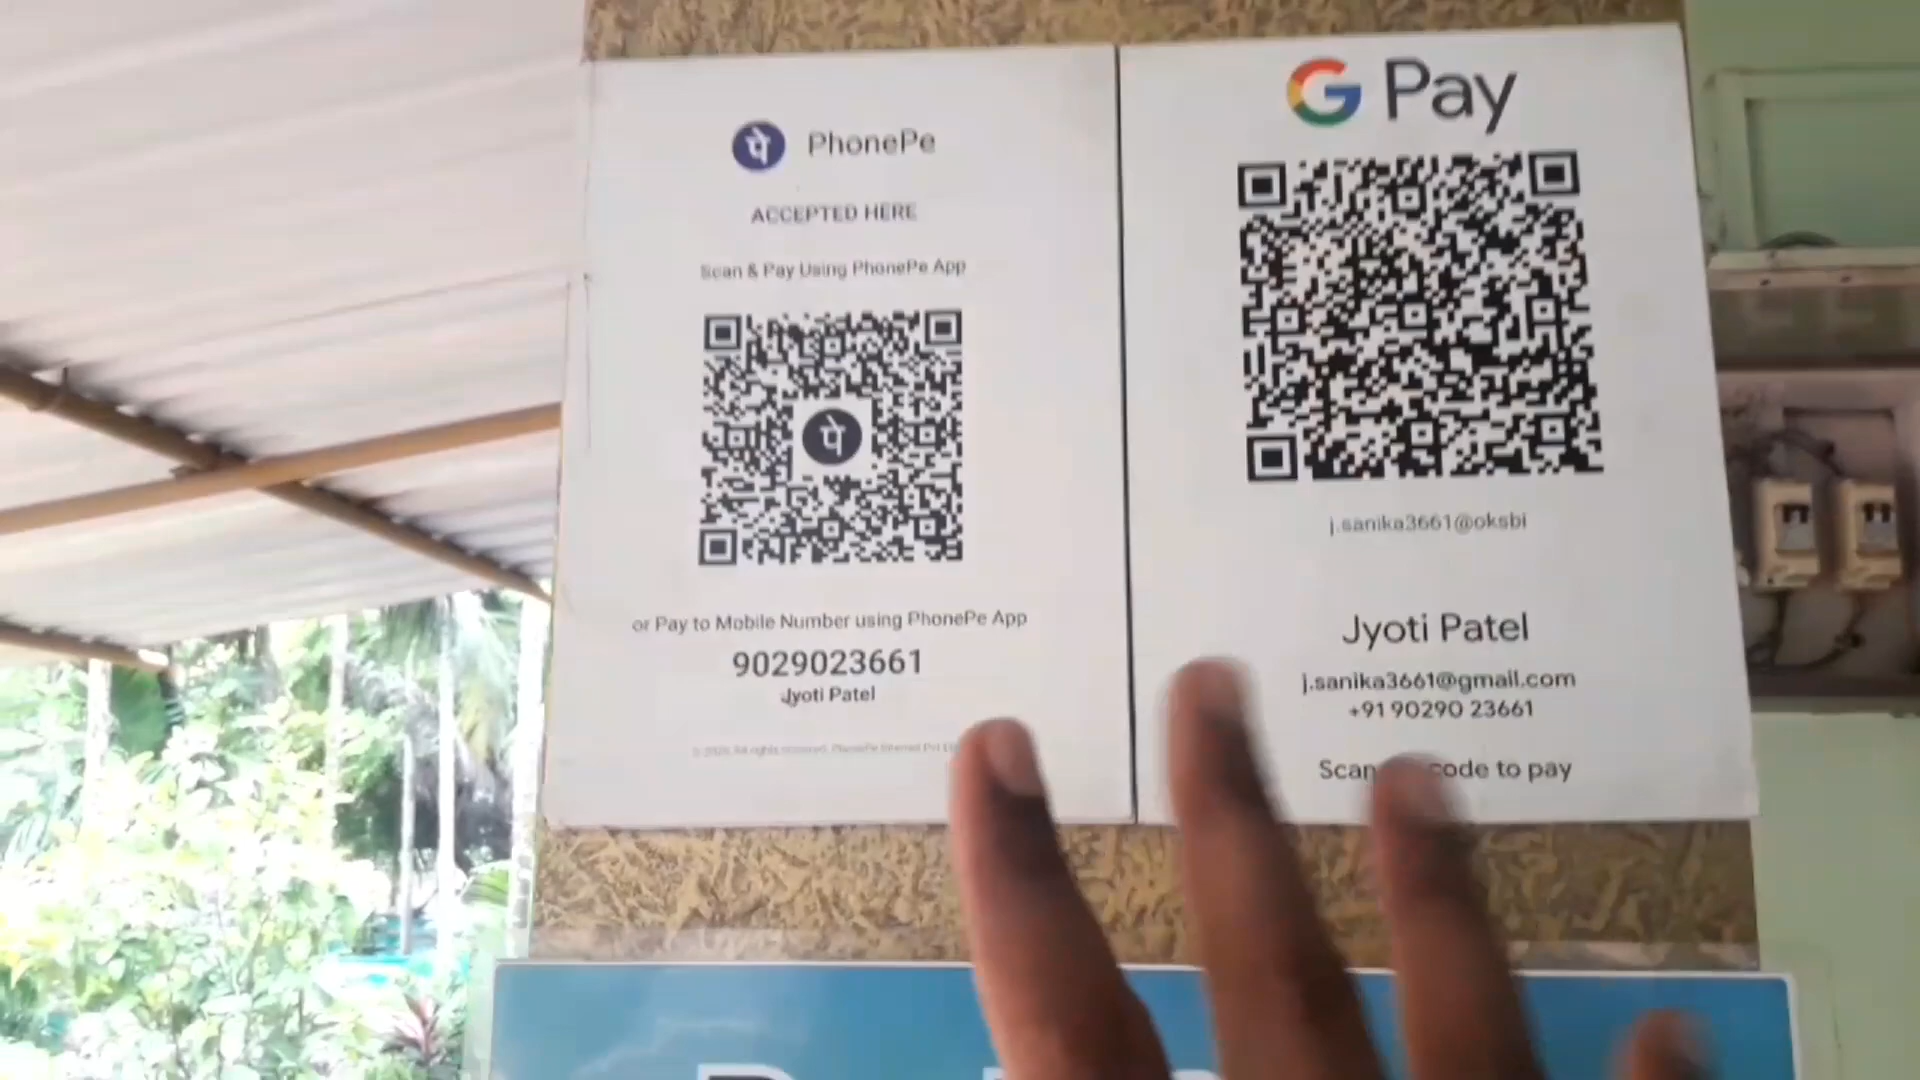 पे PhonePe
ACCEPTED HERE
Scan & Pay Using PhonePe App
पे
or Pay to Mobile Number using PhonePe App
9029023661
Jyoti Patel
G Pay
j.sanika3661@oksbi
Jyoti Patel
j.sanika3661@gmail.com
+91 90290 23661
Scan code to pay